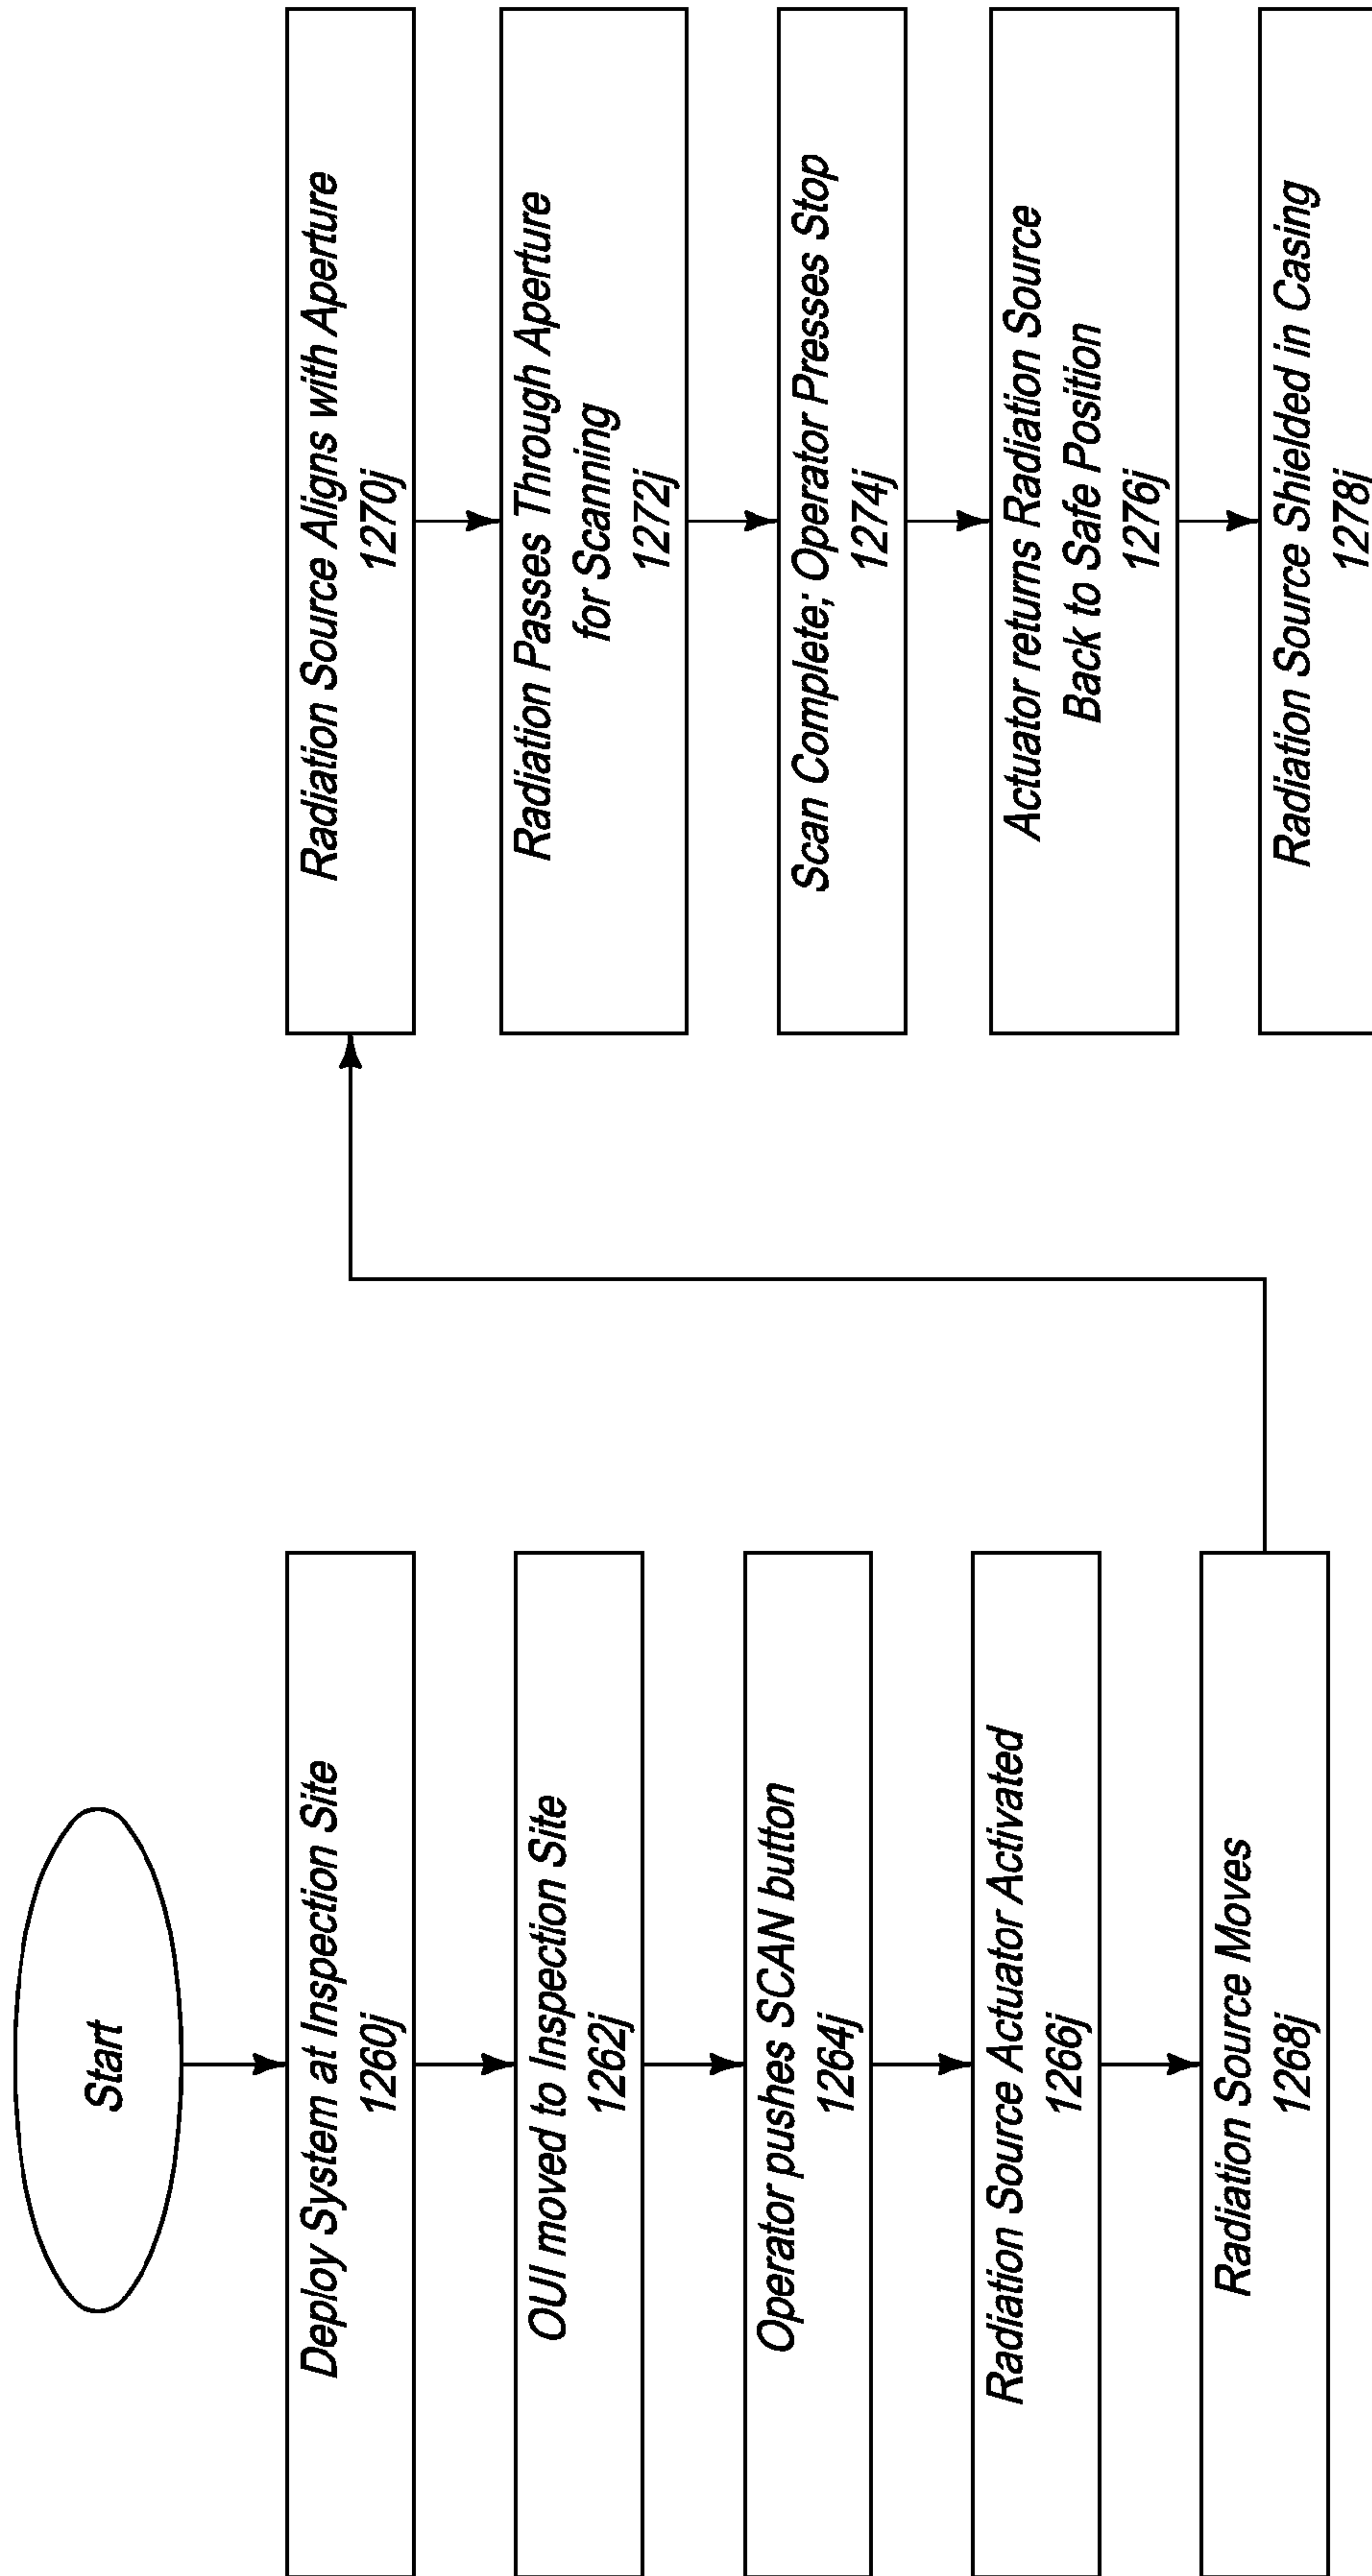 Start
Deploy System at Inspection Site
1260j
OUI moved to Inspection Site
1262j
Operator pushes SCAN button
1264j
Radiation Source Actuator Activated
1266j
Radiation Source Moves
1268j
Radiation Source Aligns with Aperture
1270j
Radiation Passes Through Aperture
for Scanning
1272j
Scan Complete; Operator Presses Stop
1274j
Actuator returns Radiation Source
Back to Safe Position
1276j
Radiation Source Shielded in Casing
1278j